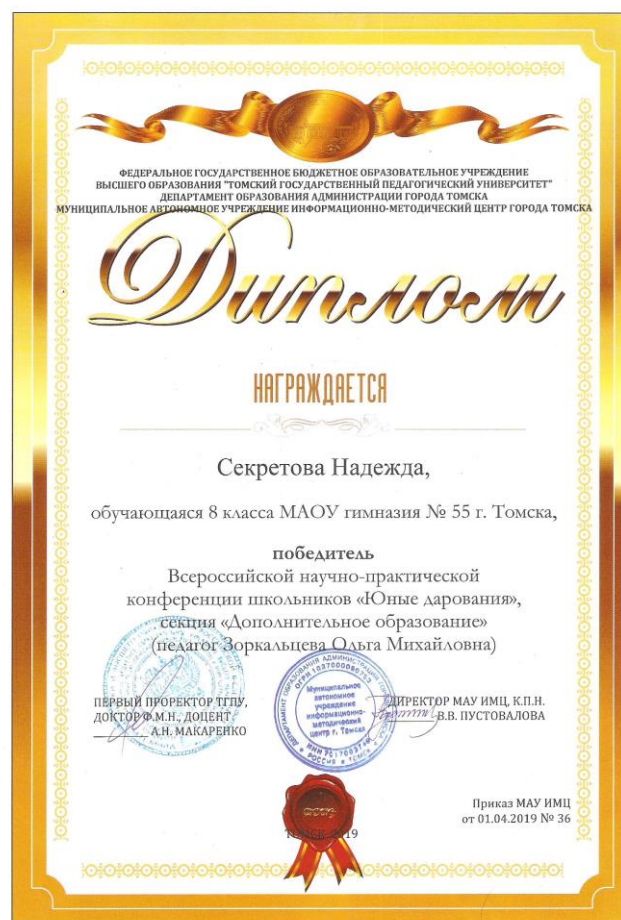 ФЕДЕРАЛЬНОЕ ГОСУДАРСТВЕННОЕ БЮДЖЕТНОЕ ОБРАЗОВАТЕЛЬНОЕ УЧРЕЖДЕНИЕ
ВЫСШЕГО ОБРАЗОВАНИЯ "ТОМСКИЙ ГОСУДАРСТВЕННЫЙ ПЕДАГОГИЧЕСКИЙ УНИВЕРСИТЕТ"
ДЕПАРТАМЕНТ ОБРАЗОВАНИЯ АДМИНИСТРАЦИИ ГОРОДА ТОМСКА
МУНИЦИПАЛЬНОЕ АВТОНОМНОЕ УЧРЕЖДЕНИЕ ИНФОРМАЦИОННО-МЕТОДИЧЕСКИЙ ЦЕНТР ГОРОДА ТОМСКА
Диплом
НАГРАЖДАЕТСЯ
Секретова Надежда,
обучающаяся 8 класса МАОУ гимназия № 55 г. Томска,
победитель
Всероссийской научно-практической
конференции школьников «Юные дарования»,
секция «Дополнительное образование»
(педагог Зоркальцева Ольга Михайловна)
ПЕРВЫЙ ПРОРЕКТОР ТГПУ,
ДОКТОР Ф.М.Н., ДОЦЕНТ
А.Н. МАКАРЕНКО
Муниципальное
автономное
учреждение
информационно-
методический
центр г. Томска
ДИРЕКТОР МАУ ИМЦ, К.П.Н.
В.В. ПУСТОВАЛОВА
Приказ МАУ ИМЦ
от 01.04.2019 № 36
ТОМСК 2019